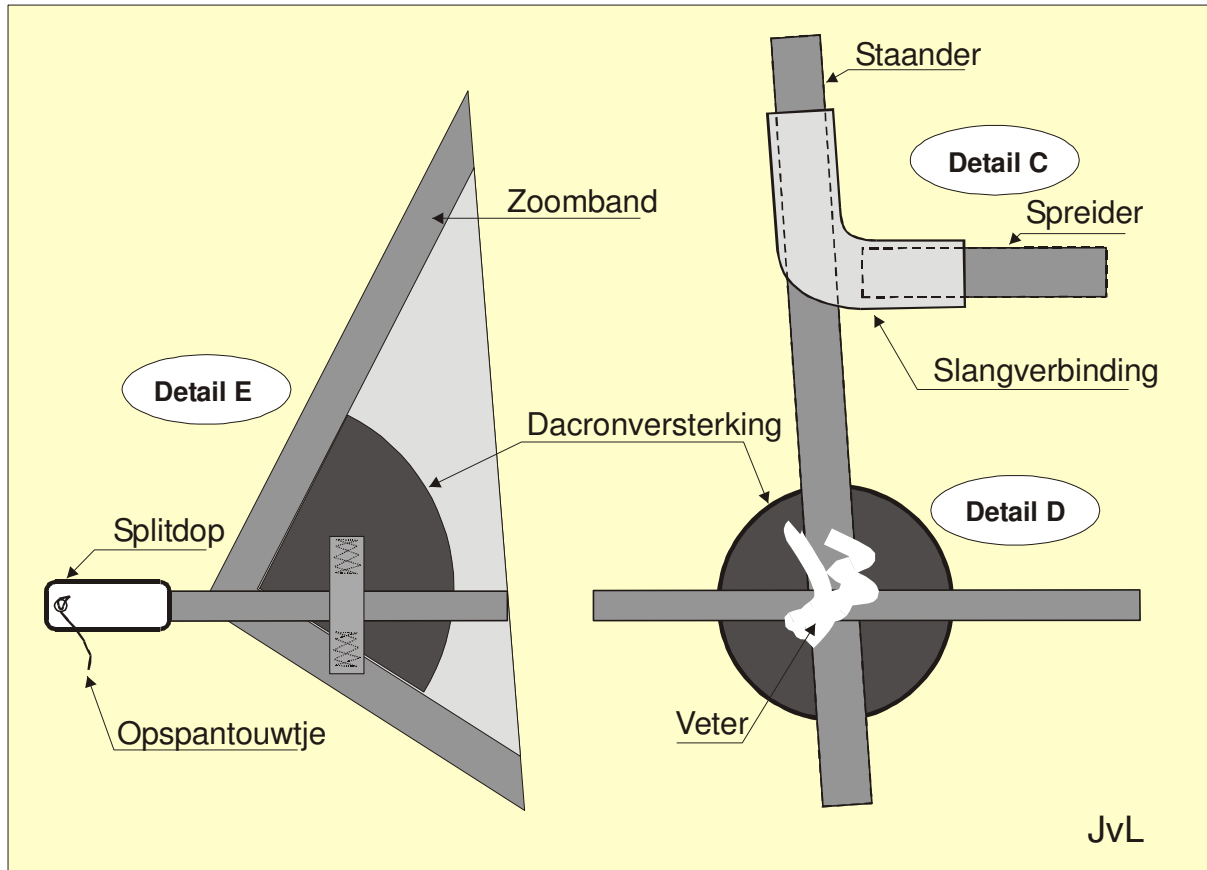 Staander
Detail C
Zoomband
Spreider
Slangverbinding
Detail E
Dacronversterking
Detail D
Splitdop
Opspantouwtje
Veter
JvL